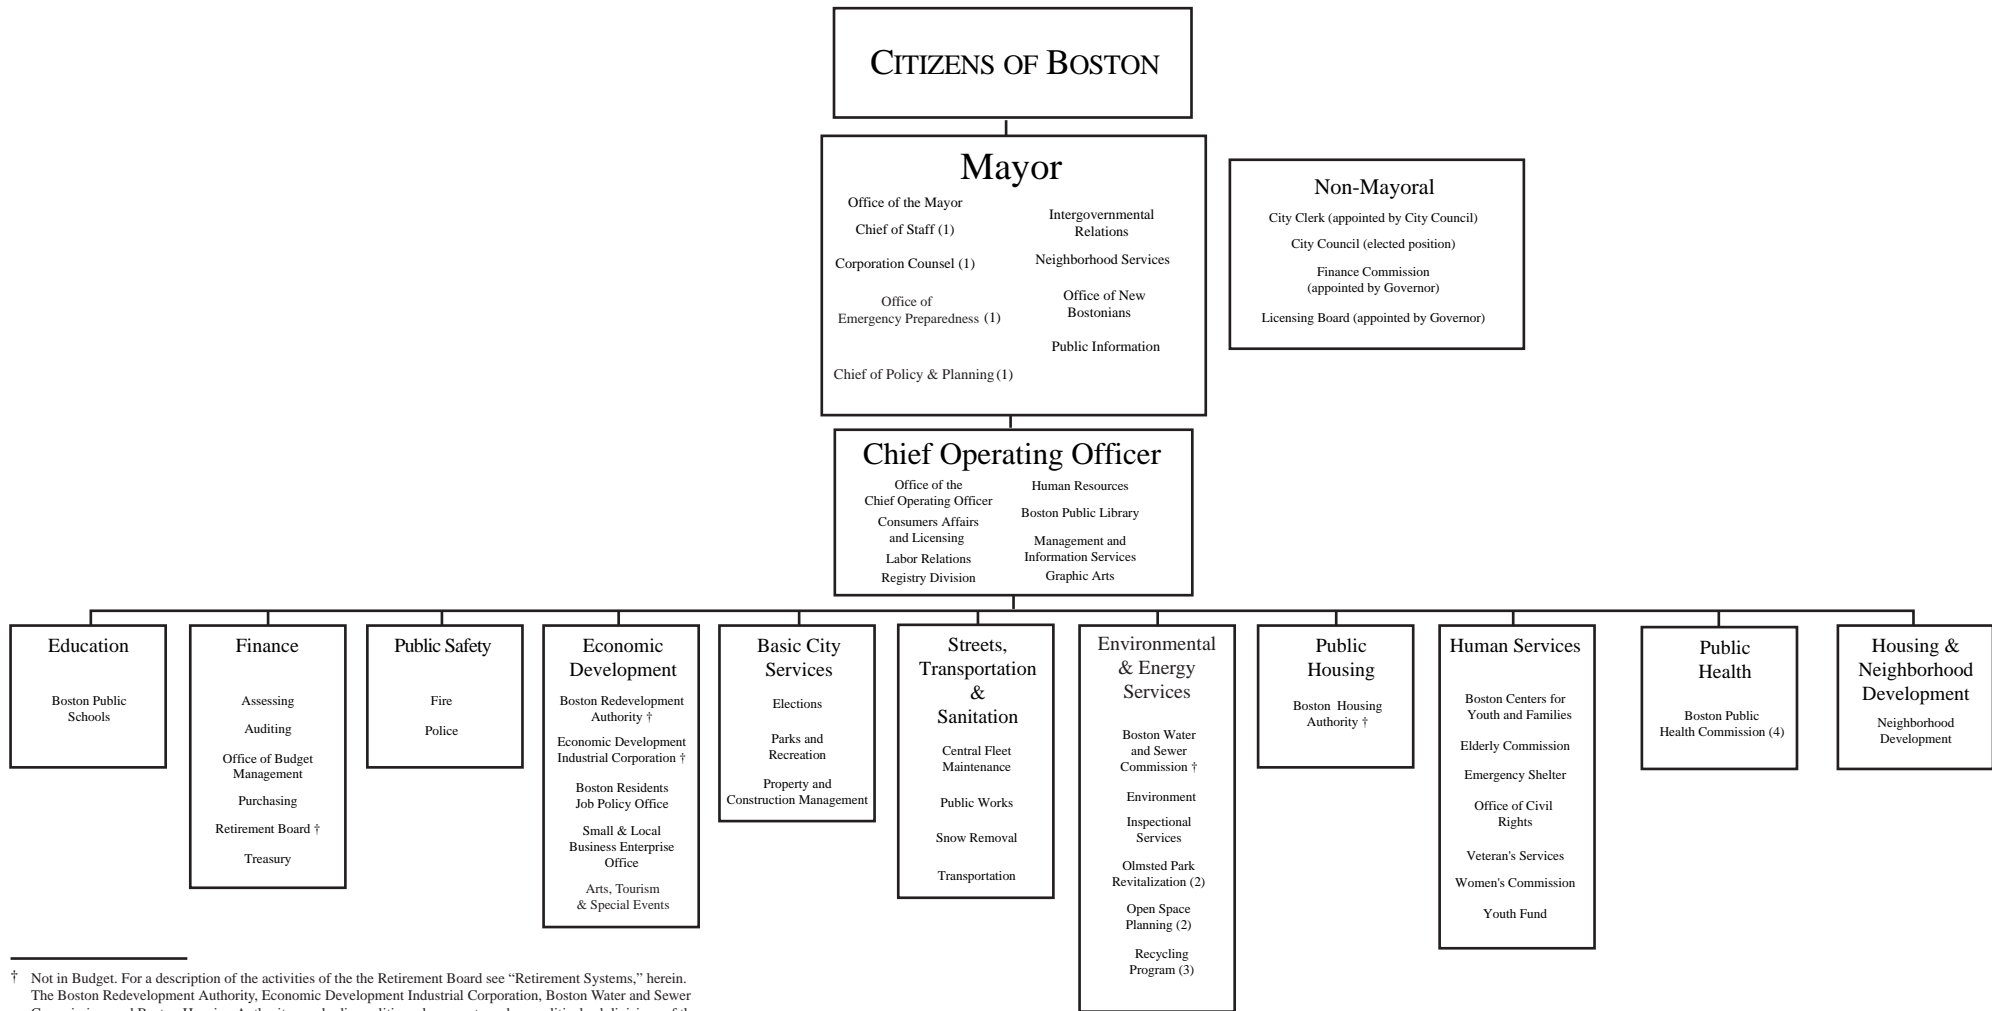 CITIZENS OF BOSTON
Mayor
Office of the Mayor
Chief of Staff (1)
Corporation Counsel (1)
Office of
Emergency Preparedness (1)
Chief of Policy & Planning (1)
Intergovernmental
Relations
Neighborhood Services
Office of New
Bostonians
Public Information
Non-Mayoral
City Clerk (appointed by City Council)
City Council (elected position)
Finance Commission
(appointed by Governor)
Licensing Board (appointed by Governor)
Chief Operating Officer
Office of the
Chief Operating Officer
Consumers Affairs
and Licensing
Labor Relations
Registry Division
Human Resources
Boston Public Library
Management and
Information Services
Graphic Arts
Education
Boston Public
Schools
Finance
Assessing
Auditing
Office of Budget
Management
Purchasing
Retirement Board †
Treasury
Public Safety
Fire
Police
Economic
Development
Boston Redevelopment
Authority †
Economic Development
Industrial Corporation †
Boston Residents
Job Policy Office
Small & Local
Business Enterprise
Office
Arts, Tourism
& Special Events
Basic City
Services
Elections
Parks and
Recreation
Property and
Construction Management
Streets,
Transportation
&
Sanitation
Central Fleet
Maintenance
Public Works
Snow Removal
Transportation
Environmental
& Energy
Services
Boston Water
and Sewer
Commission †
Environment
Inspectional
Services
Olmsted Park
Revitalization (2)
Open Space
Planning (2)
Recycling
Program (3)
Public
Housing
Boston Housing
Authority †
Human Services
Boston Centers for
Youth and Families
Elderly Commission
Emergency Shelter
Office of Civil
Rights
Veteran's Services
Women's Commission
Youth Fund
Public
Health
Boston Public
Health Commission (4)
Housing &
Neighborhood
Development
Neighborhood
Development
† Not in Budget. For a description of the activities of the the Retirement Board see “Retirement Systems,” herein.
The Boston Redevelopment Authority, Economic Development Industrial Corporation, Boston Water and Sewer